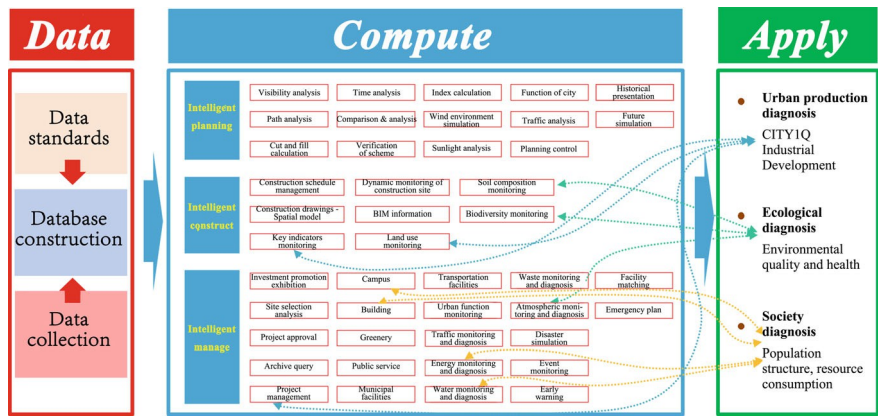 Data
Compute
Apply
Data
standards
Database
construction
Data
collection
Intelligent
planning
Visibility analysis
Time analysis
Index calculation
Function of city
Historical
presentation
Path analysis
Comparison & analysis
Wind environment
simulation
Traffic analysis
Future
simulation
Cut and fill
calculation
Verification
of scheme
Sunlight analysis
Planning control
Intelligent
construct
Construction schedule
management
Dynamic monitoring of
construction site
Soil composition
monitoring
Construction drawings -
Spatial model
BIM information
Biodiversity monitoring
Key indicators
monitoring
Land use monitoring
Intelligent
manage
Investment promotion
exhibition
Campus
Transportation
facilities
Waste monitoring
and diagnosis
Facility
matching
Site selection
analysis
Building
Urban function
monitoring
Atmospheric moni-
toring and diagnosis
Emergency plan
Project approval
Greenery
Traffic monitoring
and diagnosis
Disaster
simulation
Archive query
Public service
Energy monitoring
and diagnosis
Event
monitoring
Project
management
Municipal
facilities
Water monitoring
and diagnosis
Early
warning
Urban production
diagnosis
CITY1Q
Industrial
Development
Ecological
diagnosis
Environmental
quality and health
Society
diagnosis
Population
structure, resource
consumption